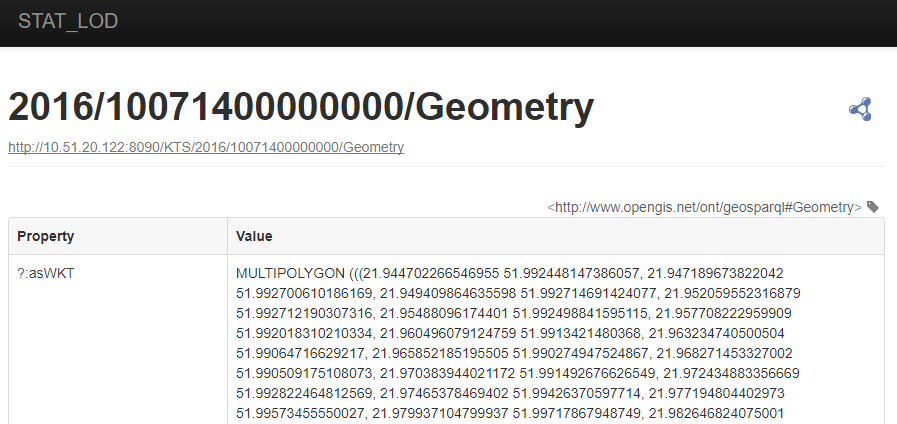 STAT_LOD
2016/10071400000000/Geometry
http://10.51.20.122:8090/KTS/2016/10071400000000/Geometry
<http://www.opengis.net/ont/geosparql#Geometry>
Property Value
?:asWKT MULTIPOLYGON (((21.944702266546955 51.992448147386057, 21.947189673822042
51.992700610186169, 21.949409864635598 51.992714691424077, 21.952059552316879
51.992712190307316, 21.95488096174401 51.992498841595115, 21.957708222959909
51.992018310210334, 21.960496079124759 51.9913421480368, 21.963234740500504
51.99064716629217, 21.965852185195505 51.990274947524867, 21.968271453327002
51.990509175108073, 21.970383944021172 51.991492676626549, 21.972434883356669
51.992822464812569, 21.97465378469402 51.99426370597714, 21.977194804402973
51.99573455550027, 21.979937104799937 51.99717867948749, 21.982646824075001